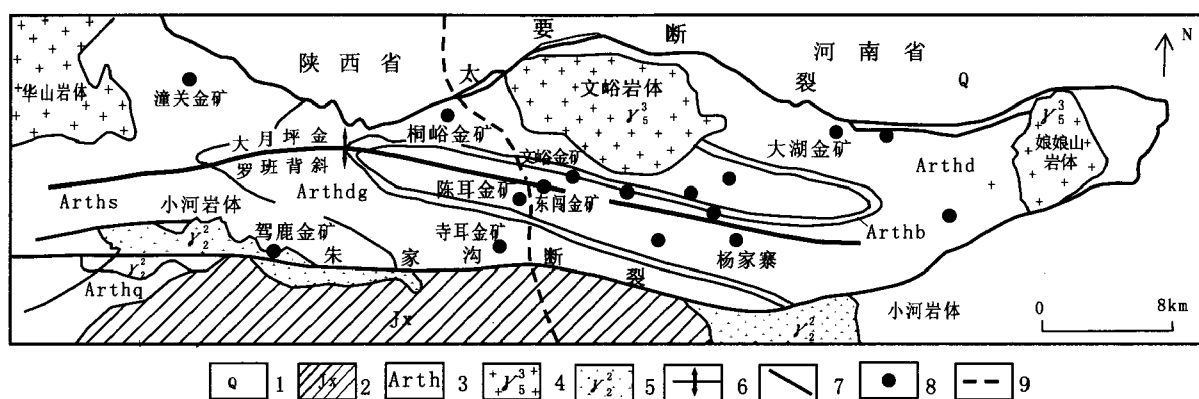 陕西省
太要断裂
河南省
Q
N
华山岩体
潼关金矿
文峪岩体
γ₅³
桐峪金矿
大月坪金
罗班背斜
文峪金矿
大湖金矿
Arthd
γ₅³
娘娘山
岩体
陈耳金矿
东闯金矿
Arths
Arthdg
Arthb
小河岩体
γ₂²
驾鹿金矿
寺耳金矿
杨家寨
朱家沟断裂
γ₂²
Arthq
Jx
γ₂²
小河岩体
0 8km
Q 1 Jx 2 Arth 3 γ₅³ 4 γ₂² 5 6 7 8 9